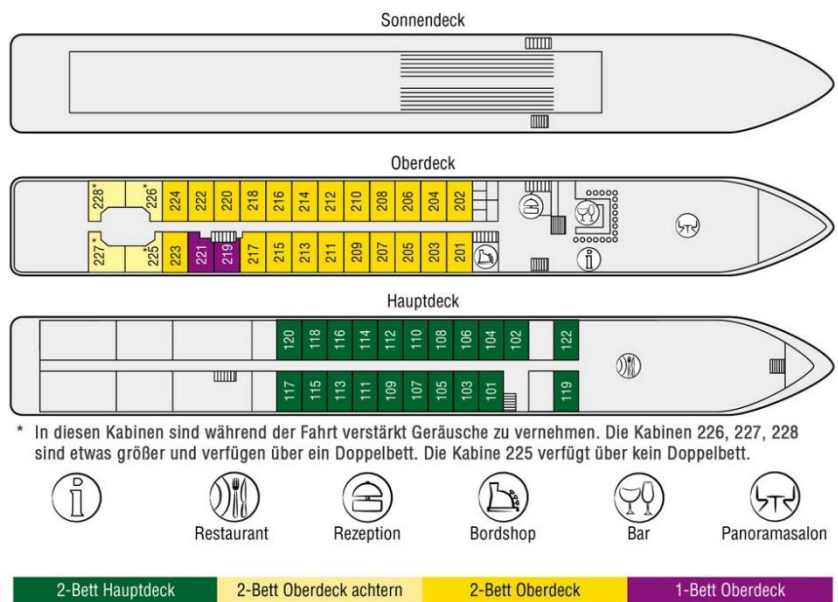 Sonnendeck
Oberdeck
228* 226* 224 222 220 218 216 214 212 210 208 206 204 202
227* 225* 223 221 219 217 215 213 211 209 207 205 203 201
i
Hauptdeck
120 118 116 114 112 110 108 106 104 102 122
117 115 113 111 109 107 105 103 101 119
* In diesen Kabinen sind während der Fahrt verstärkt Geräusche zu vernehmen. Die Kabinen 226, 227, 228
sind etwas größer und verfügen über ein Doppelbett. Die Kabine 225 verfügt über kein Doppelbett.
i
Restaurant Rezeption Bordshop Bar Panoramasalon
2-Bett Hauptdeck 2-Bett Oberdeck achtern 2-Bett Oberdeck 1-Bett Oberdeck